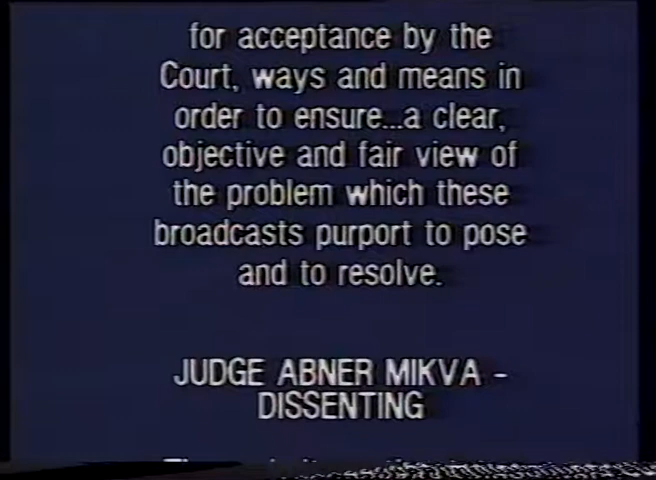 for acceptance by the
Court, ways and means in
order to ensure...a clear,
objective and fair view of
the problem which these
broadcasts purport to pose
and to resolve.
JUDGE ABNER MIKVA -
DISSENTING